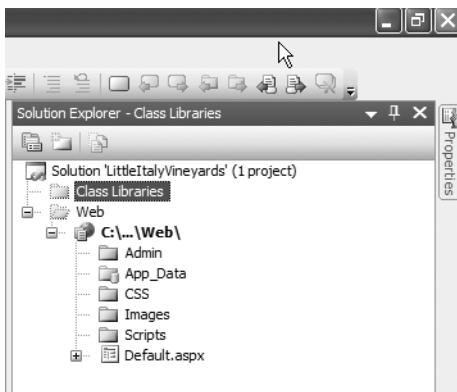 Solution Explorer - Class Libraries
Solution 'LittleItalyVineyards' (1 project)
Class Libraries
Web
C:\...\Web\
Admin
App_Data
CSS
Images
Scripts
Default.aspx
Properties